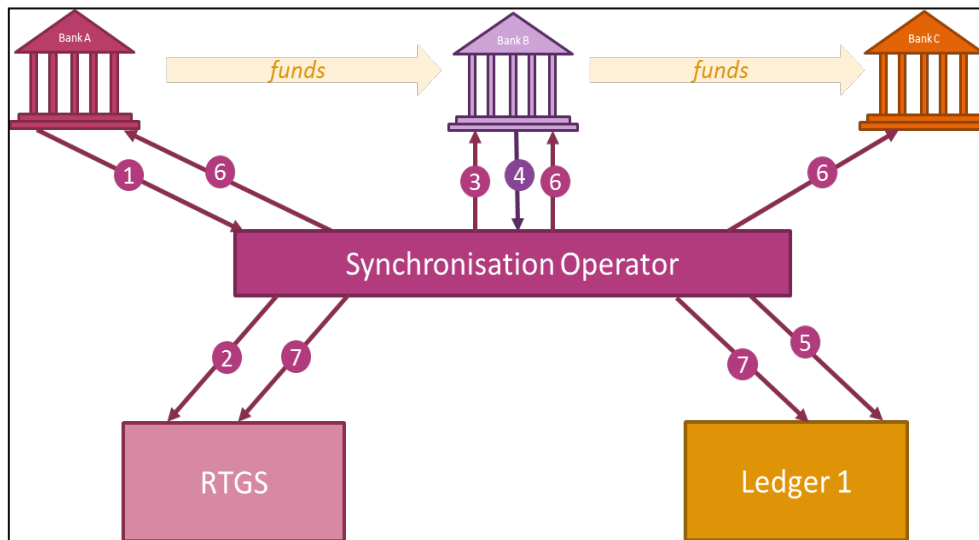 Bank A
Bank B
Bank C
funds
funds
1
6
3
4
6
6
Synchronisation Operator
2
7
7
5
RTGS
Ledger 1